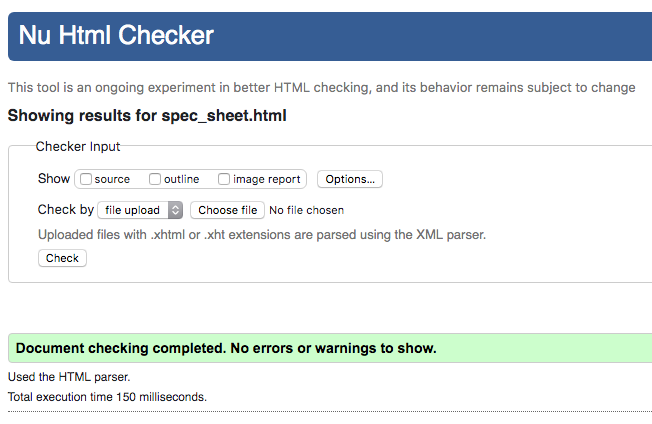 Nu Html Checker
This tool is an ongoing experiment in better HTML checking, and its behavior remains subject to change
Showing results for spec_sheet.html
Checker Input
Show source outline image report Options...
Check by file upload Choose file No file chosen
Uploaded files with .xhtml or .xht extensions are parsed using the XML parser.
Check
Document checking completed. No errors or warnings to show.
Used the HTML parser.
Total execution time 150 milliseconds.